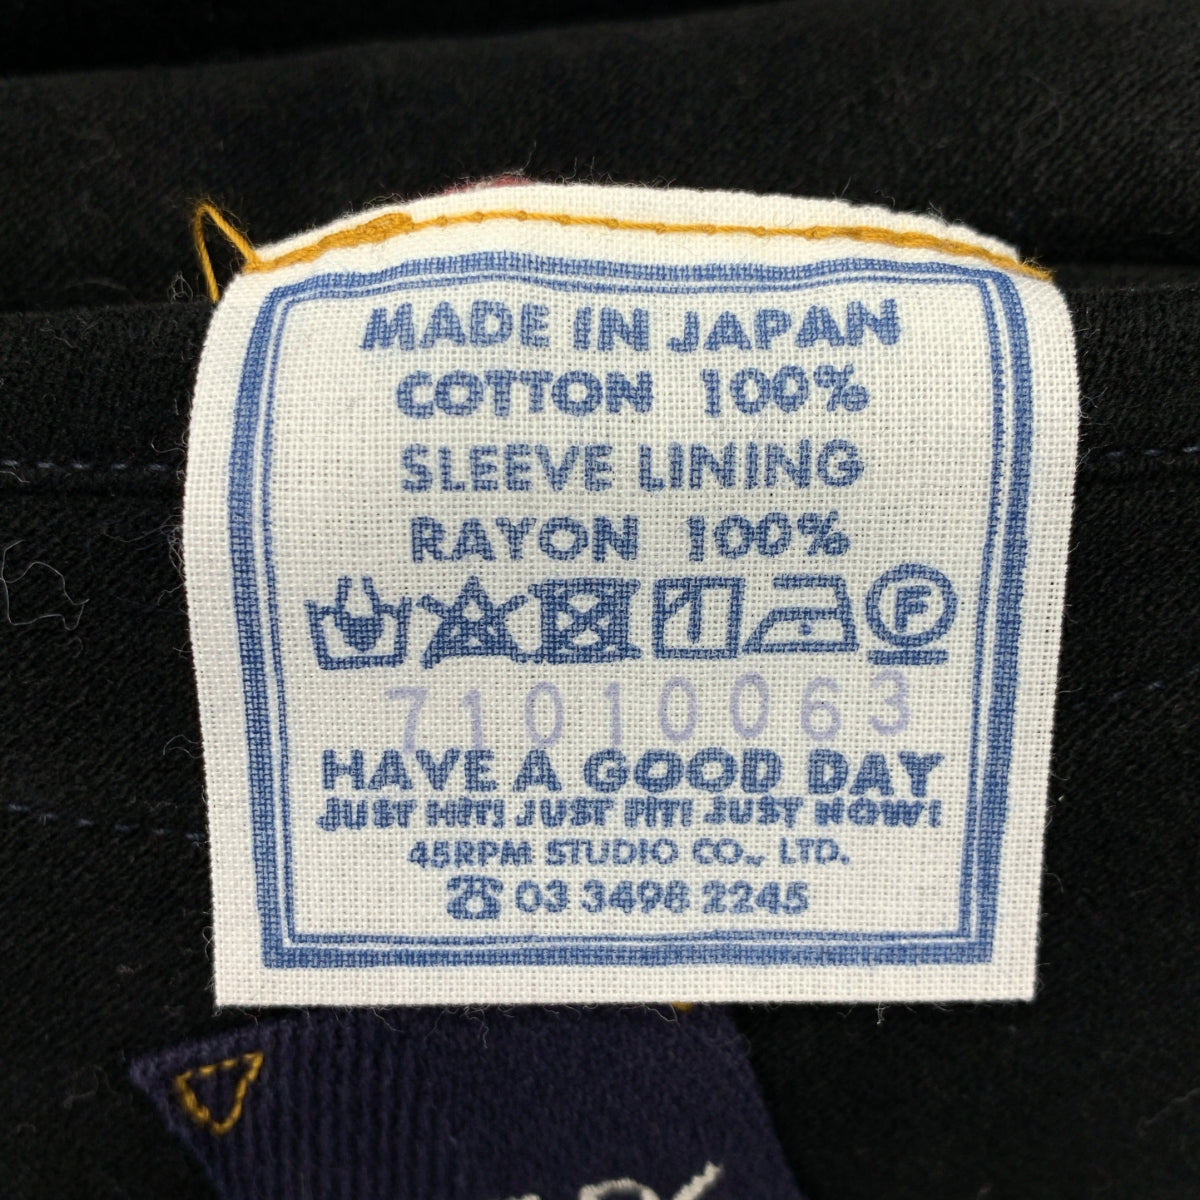 MADE IN JAPAN
COTTON 100%
SLEEVE LINING
RAYON 100%
F
71010063
HAVE A GOOD DAY
JUST HIT! JUST FIT! JUST NOW!
45RPM STUDIO CO., LTD.
☎ 03 3498 2245